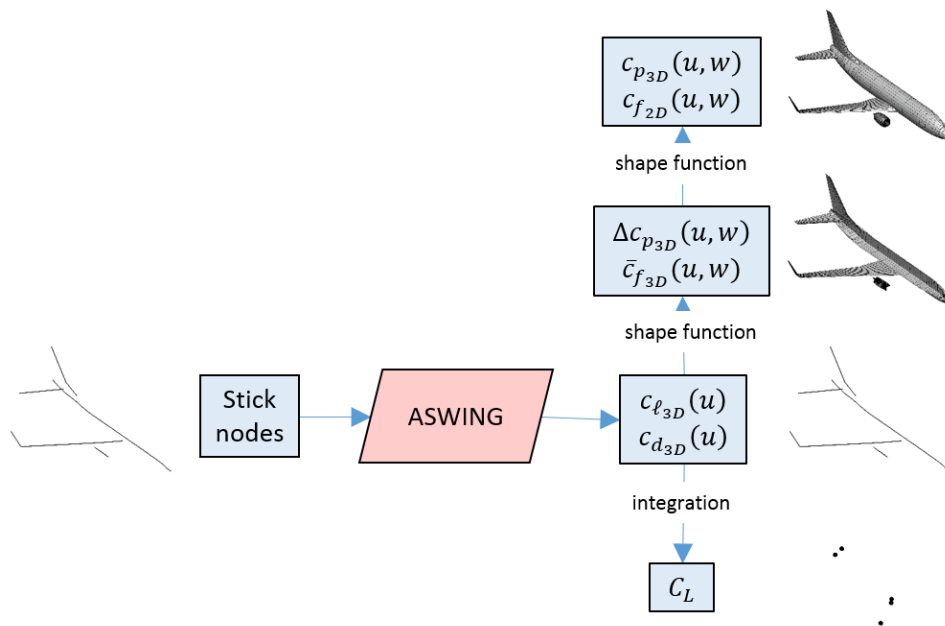 c_{p_{3D}}(u, w)
c_{f_{2D}}(u, w)
shape function
Δc_{p_{3D}}(u, w)
c̄_{f_{3D}}(u, w)
shape function
Stick
nodes
ASWING
c_{ℓ_{3D}}(u)
c_{d_{3D}}(u)
integration
C_L